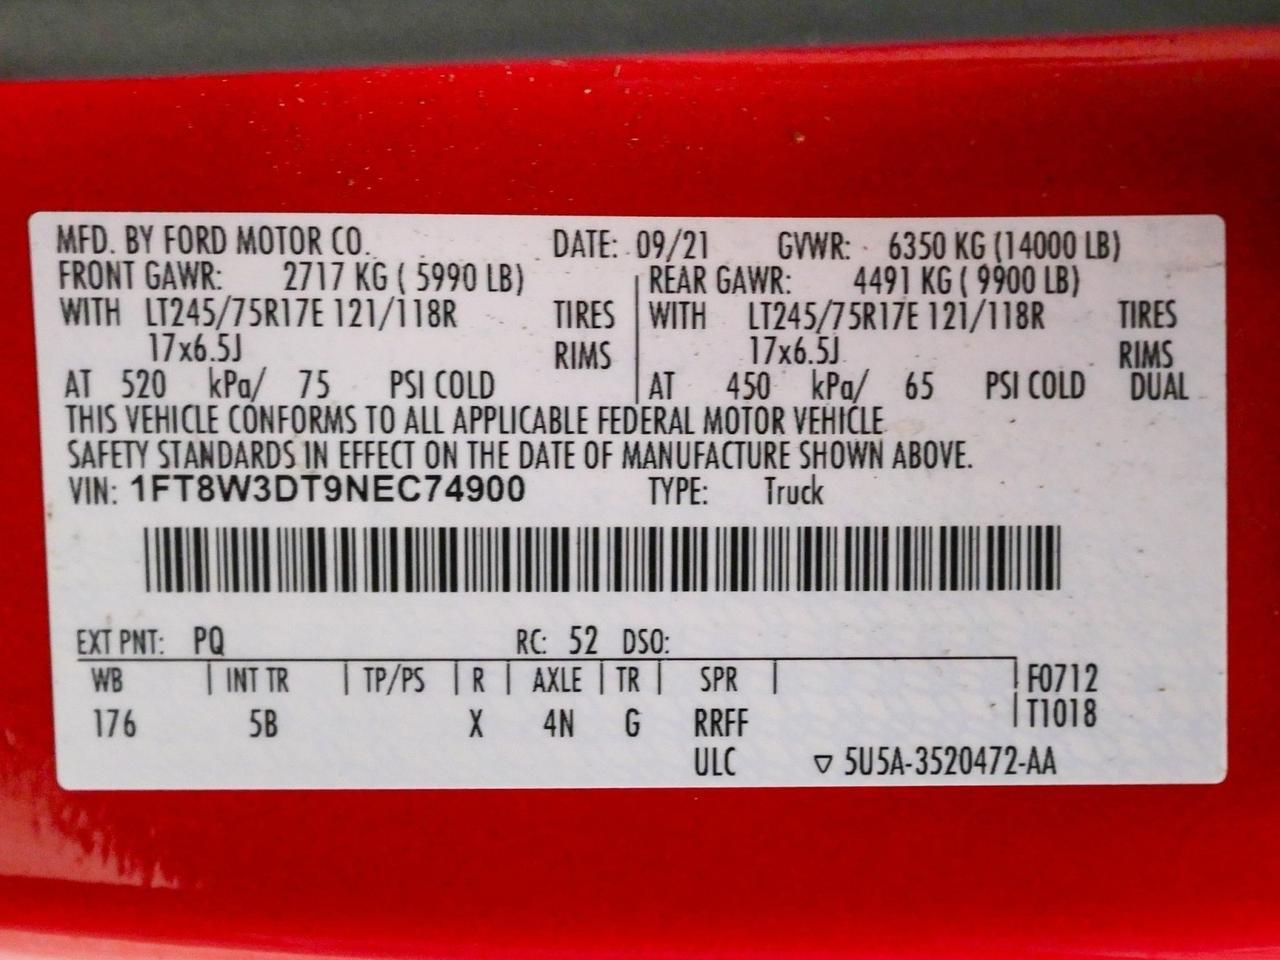 MFD. BY FORD MOTOR CO. DATE: 09/21 GVWR: 6350 KG (14000 LB)
FRONT GAWR: 2717 KG ( 5990 LB) REAR GAWR: 4491 KG ( 9900 LB)
WITH LT245/75R17E 121/118R TIRES WITH LT245/75R17E 121/118R TIRES
17x6.5J RIMS 17x6.5J RIMS
AT 520 kPa/ 75 PSI COLD AT 450 kPa/ 65 PSI COLD DUAL
THIS VEHICLE CONFORMS TO ALL APPLICABLE FEDERAL MOTOR VEHICLE
SAFETY STANDARDS IN EFFECT ON THE DATE OF MANUFACTURE SHOWN ABOVE.
VIN: 1FT8W3DT9NEC74900 TYPE: Truck
EXT PNT: PQ RC: 52 DSO:
WB INT TR TP/PS R AXLE TR SPR F0712
176 5B X 4N G RRFF T1018
ULC ▽ 5U5A-3520472-AA